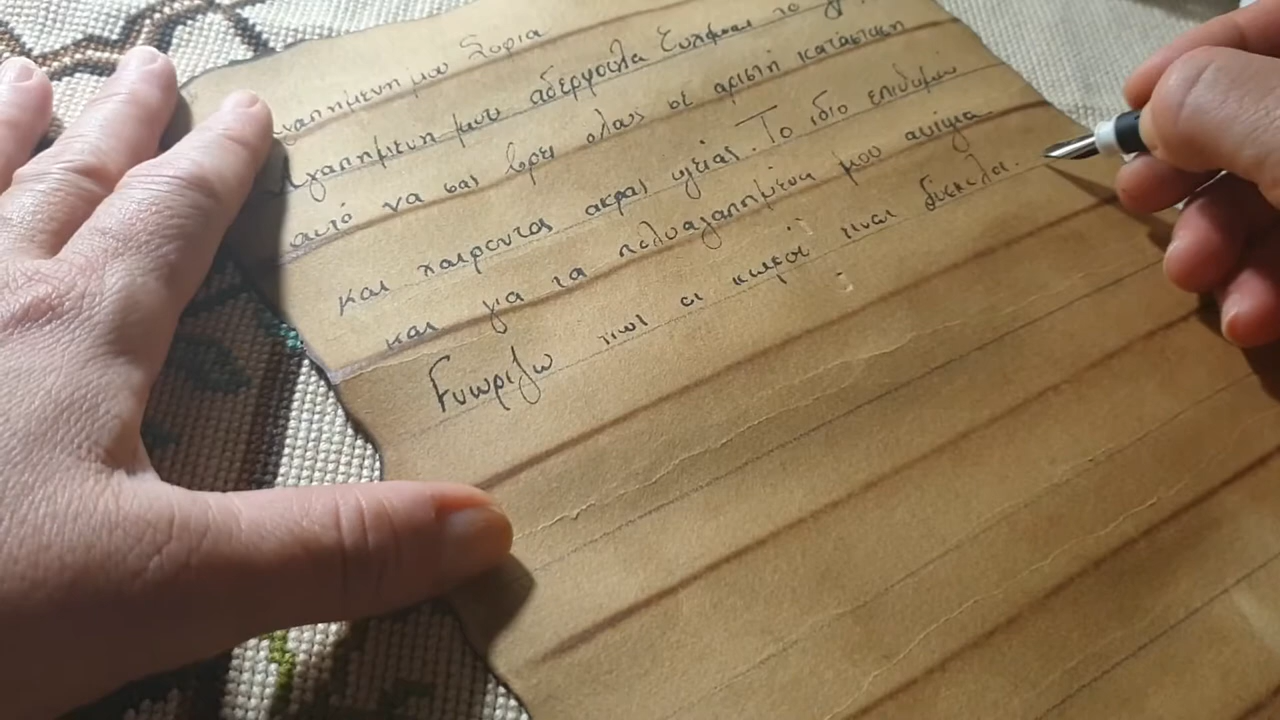 Αγαπημένη μου Σοφία
Αγαπημένη μου αδερφούλα Εύχομαι το
αυτό να σας βρει όλους σε άριστη κατάσταση
και χαίροντας άκρας υγείας. Το ίδιο επιθυμώ
και για τα πολυαγαπημένα μου ανίψια
Γνωρίζω πως οι καιροί είναι δύσκολοι.